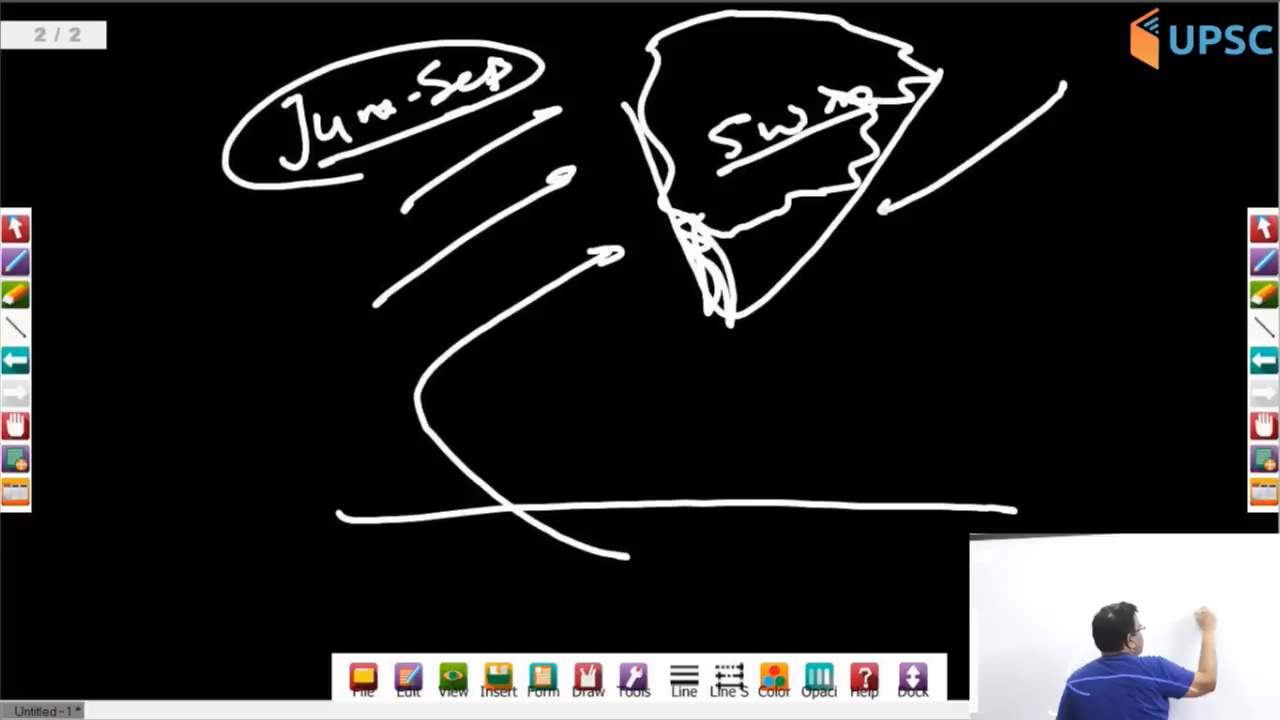 2 / 2
UPSC
June-Sep
SW
File
Edit
View
Insert
Form
Draw
Tools
Line
Line S
Color
Opaci
Help
Dock
Untitled - 1 *